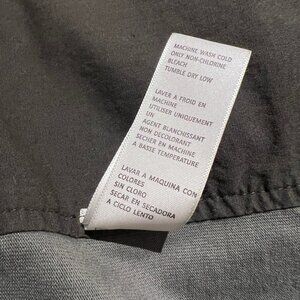 MACHINE WASH COLD
ONLY NON-CHLORINE
BLEACH
TUMBLE DRY LOW
LAVER A FROID EN
MACHINE
UTILISER UNIQUEMENT
UN
AGENT BLANCHISSANT
NON DECOLORANT
SECHER EN MACHINE
A BASSE TEMPERATURE
LAVAR A MAQUINA CON
COLORES
SIN CLORO
SECAR EN SECADORA
A CICLO LENTO